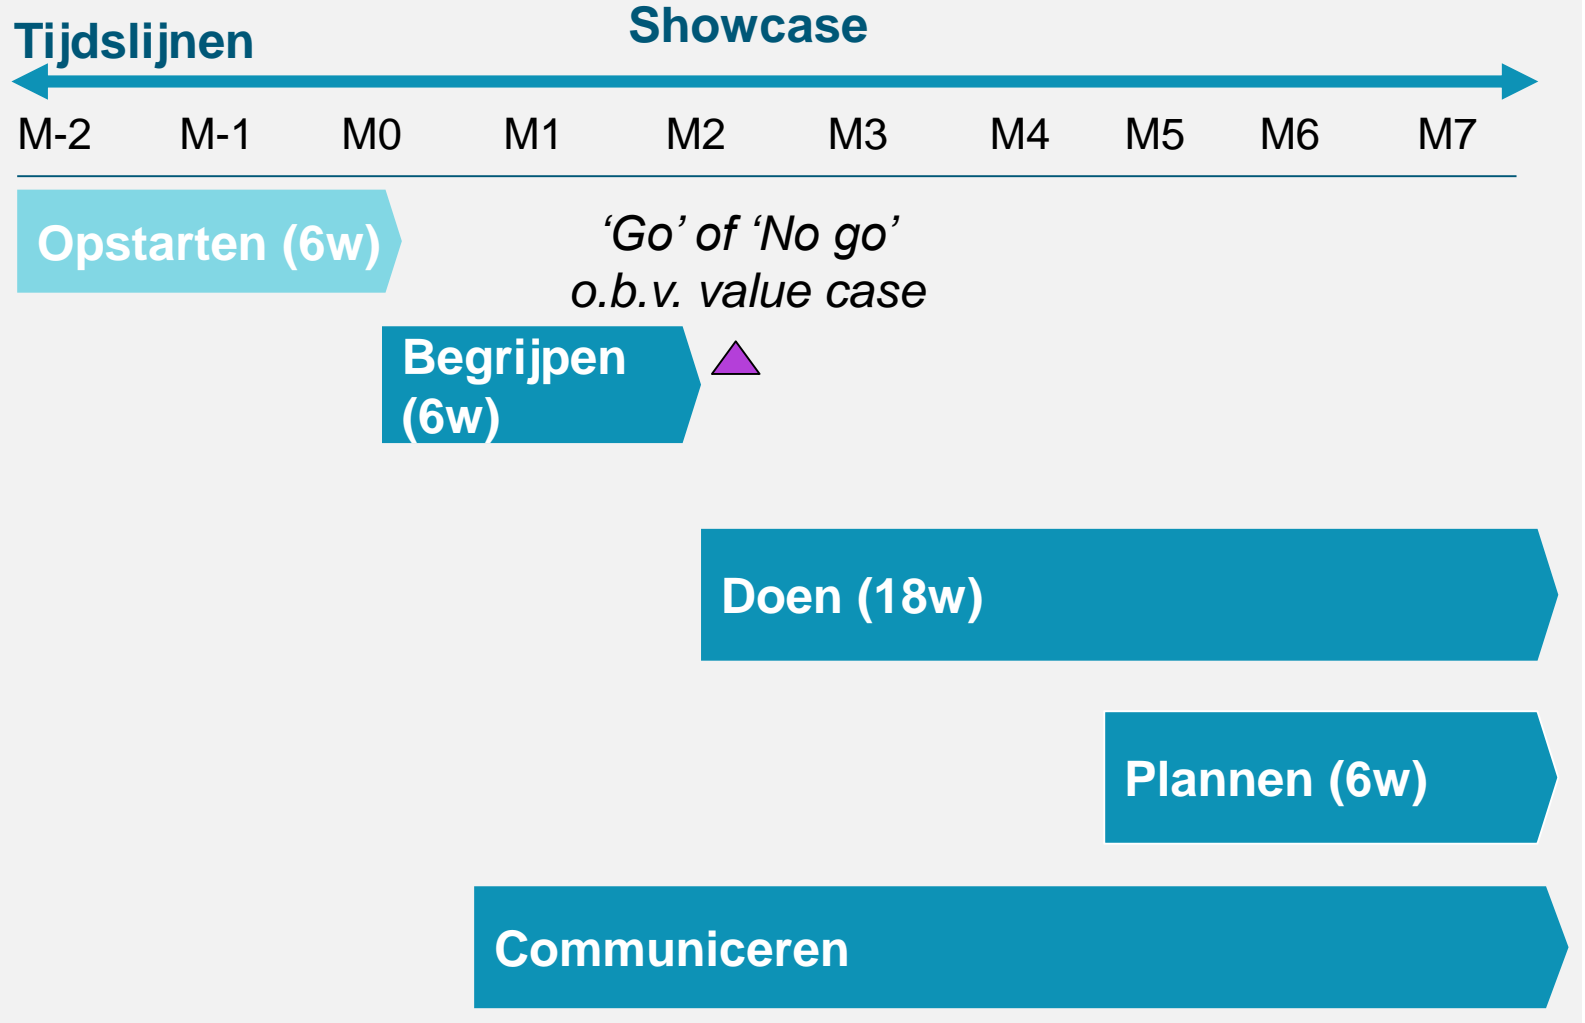 Tijdslijnen
Showcase
M-2 M-1 M0 M1 M2 M3 M4 M5 M6 M7
Opstarten (6w)
‘Go’ of ‘No go’
o.b.v. value case
Begrijpen
(6w)
Doen (18w)
Plannen (6w)
Communiceren